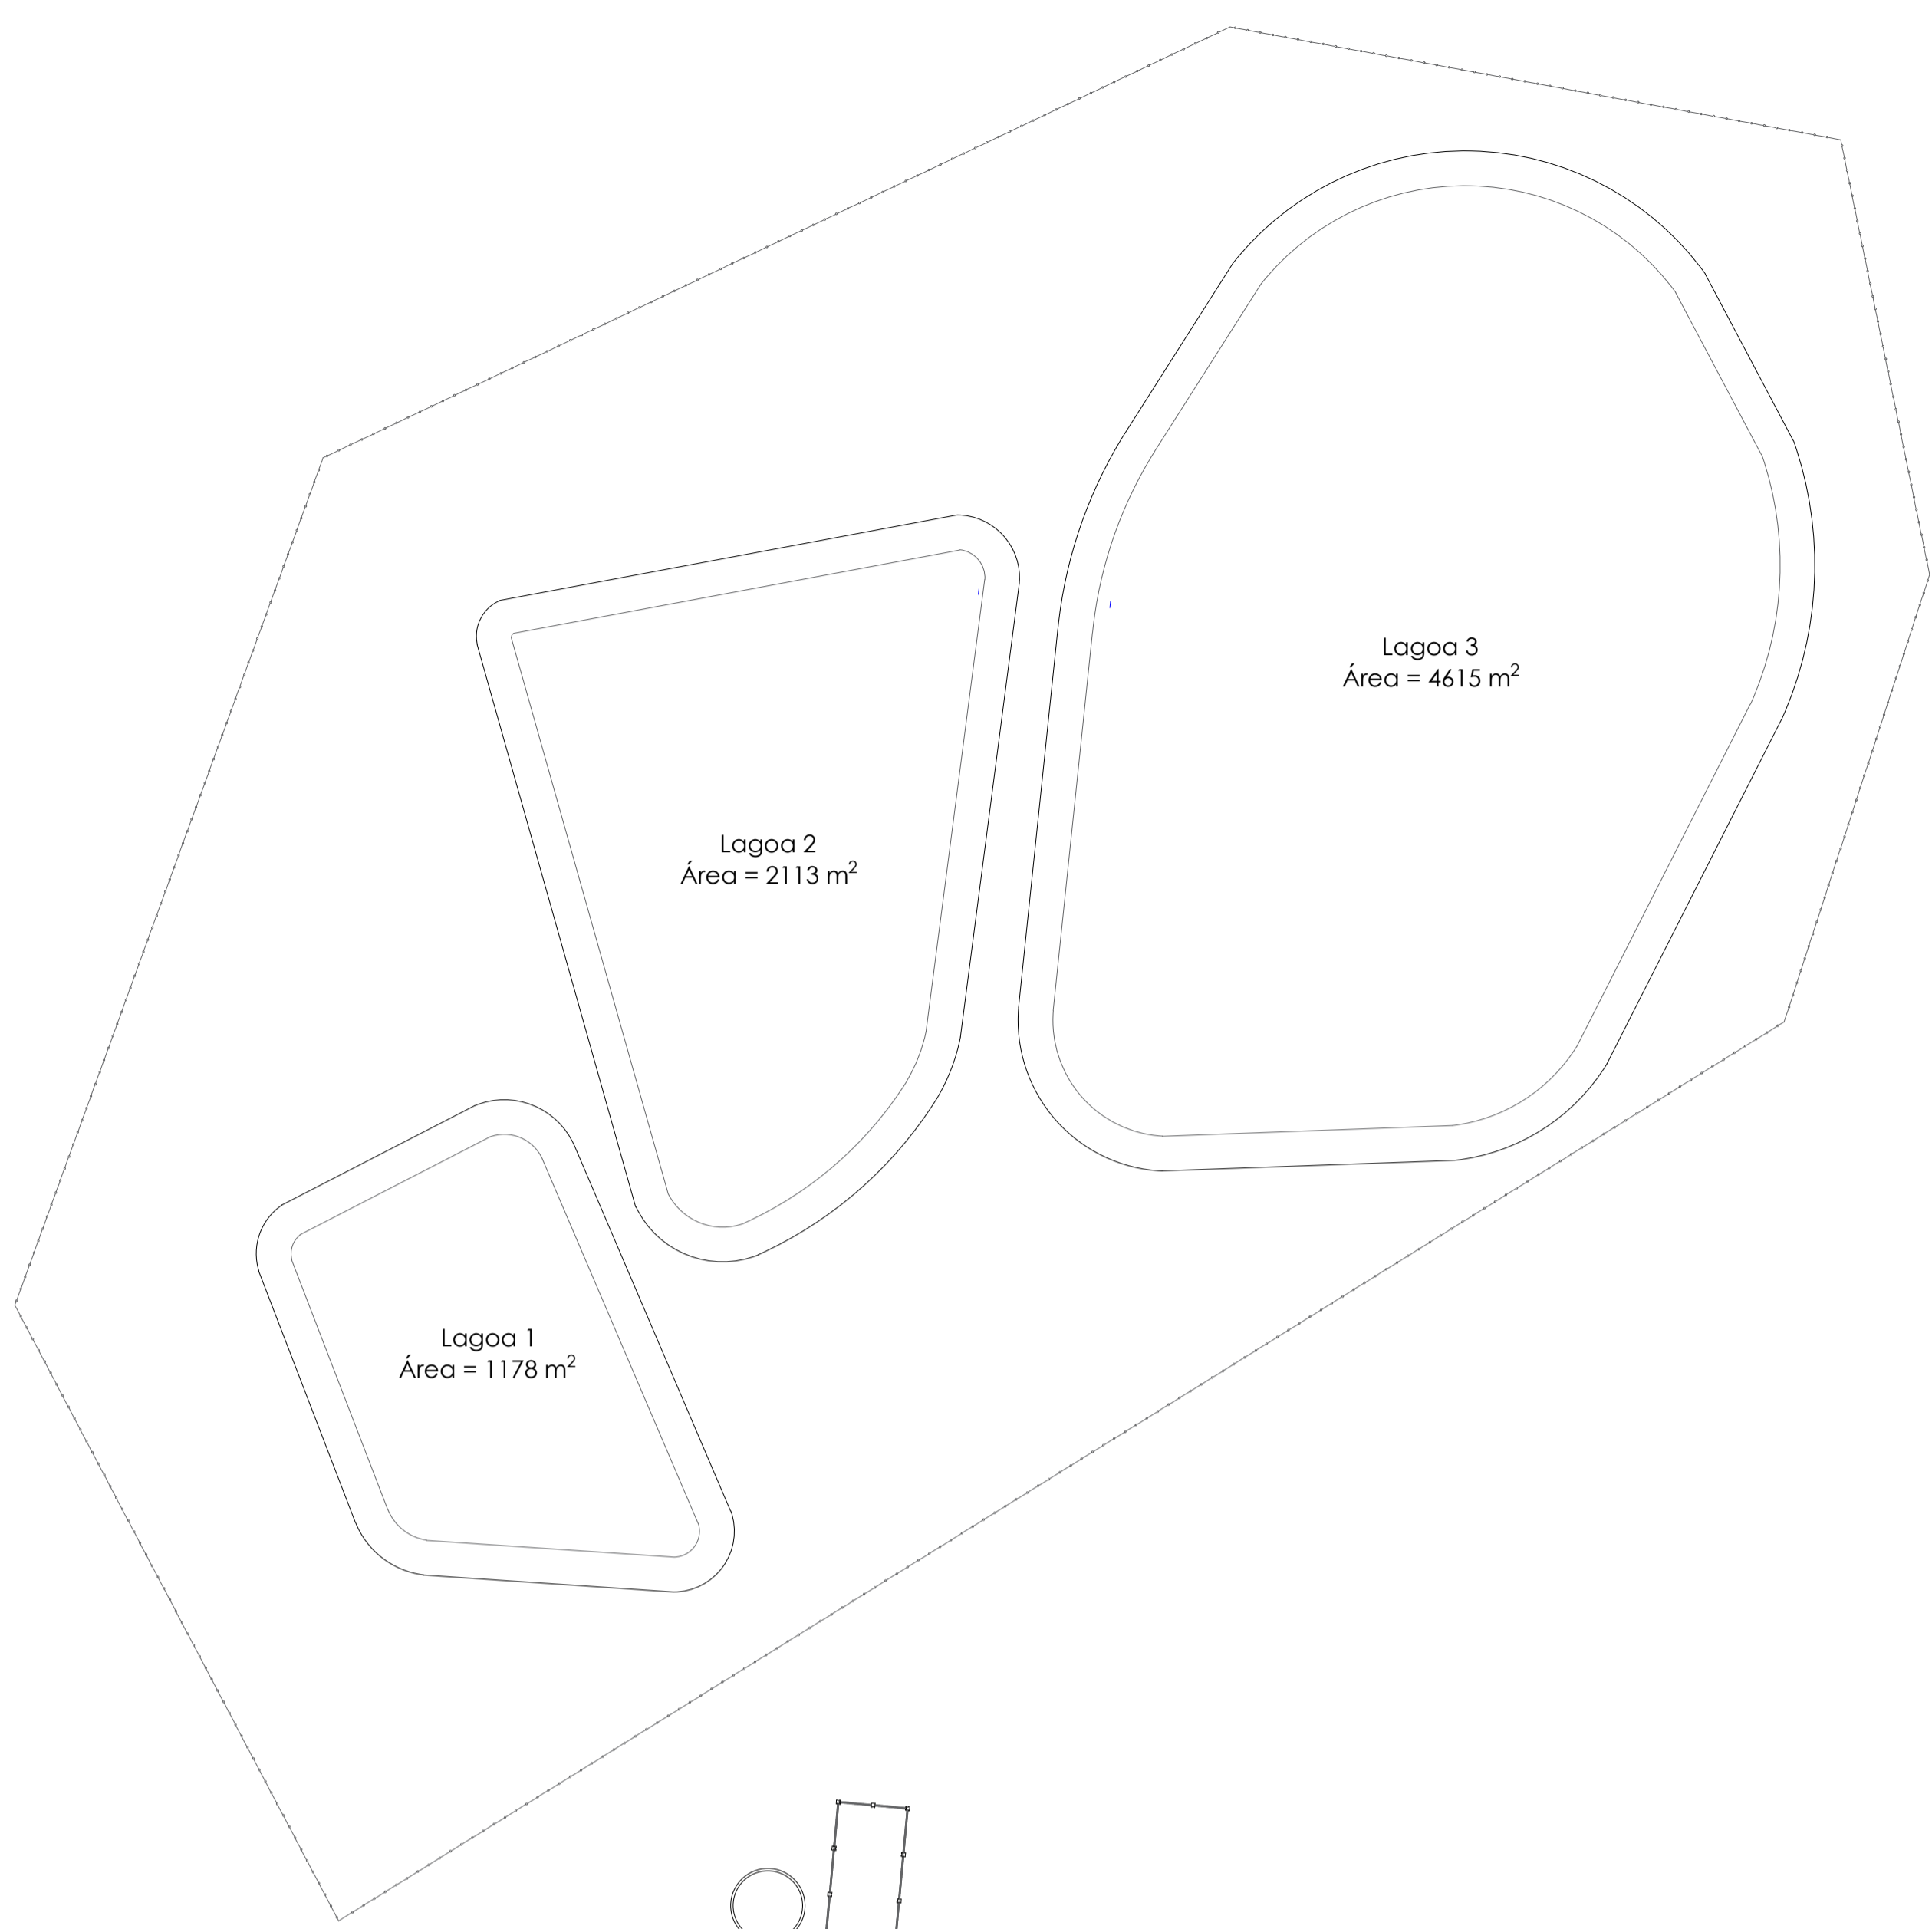 Lagoa 3
Área = 4615 m²
Lagoa 2
Área = 2113 m²
Lagoa 1
Área = 1178 m²